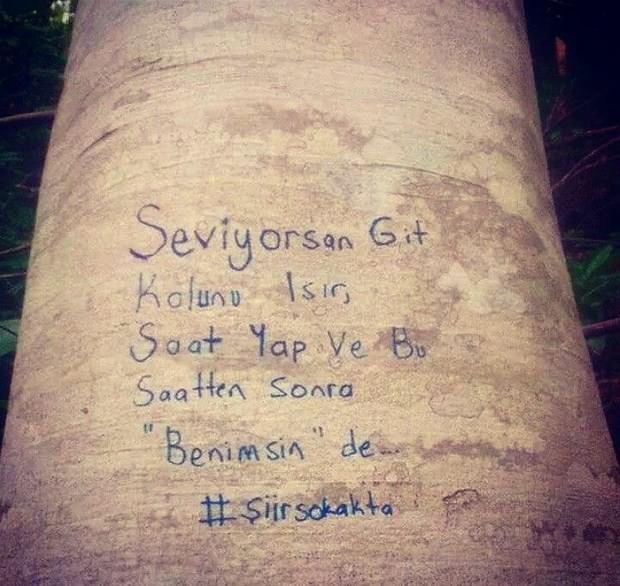 Seviyorsan Git
Kolunu Isır,
Saat Yap Ve Bu
Saatten Sonra
"Benimsin" de...
#Şiirsokakta